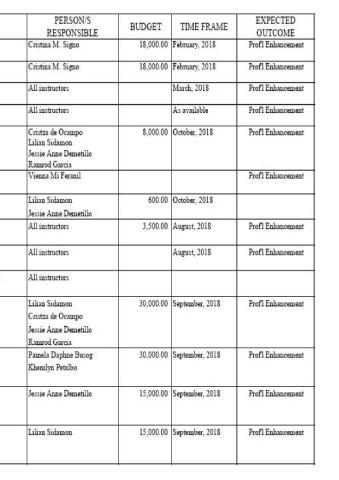 PERSON/S RESPONSIBLE BUDGET TIME FRAME EXPECTED OUTCOME
Cristina M. Signo 18,000.00 February, 2018 Prof'l Enhancement
Cristina M. Signo 18,000.00 February, 2018 Prof'l Enhancement
All instructors March, 2018 Prof'l Enhancement
All instructors As available Prof'l Enhancement
Cristza de Ocampo 8,000.00 October, 2018 Prof'l Enhancement
Lilian Sidamon
Jessie Anne Demetillo
Ramrod Garcia
Vienna Mi Feranil Prof'l Enhancement
Lilian Sidamon 600.00 October, 2018
Jessie Anne Demetillo
All instructors 3,500.00 August, 2018 Prof'l Enhancement
All instructors August, 2018 Prof'l Enhancement
All instructors
Lilian Sidamon 30,000.00 September, 2018 Prof'l Enhancement
Cristza de Ocampo
Jessie Anne Demetillo
Ramrod Garcia
Pamela Daphne Busog 30,000.00 September, 2018 Prof'l Enhancement
Khemlyn Petalbo
Jessie Anne Demetillo 15,000.00 September, 2018 Prof'l Enhancement
Lilian Sidamon 15,000.00 September, 2018 Prof'l Enhancement